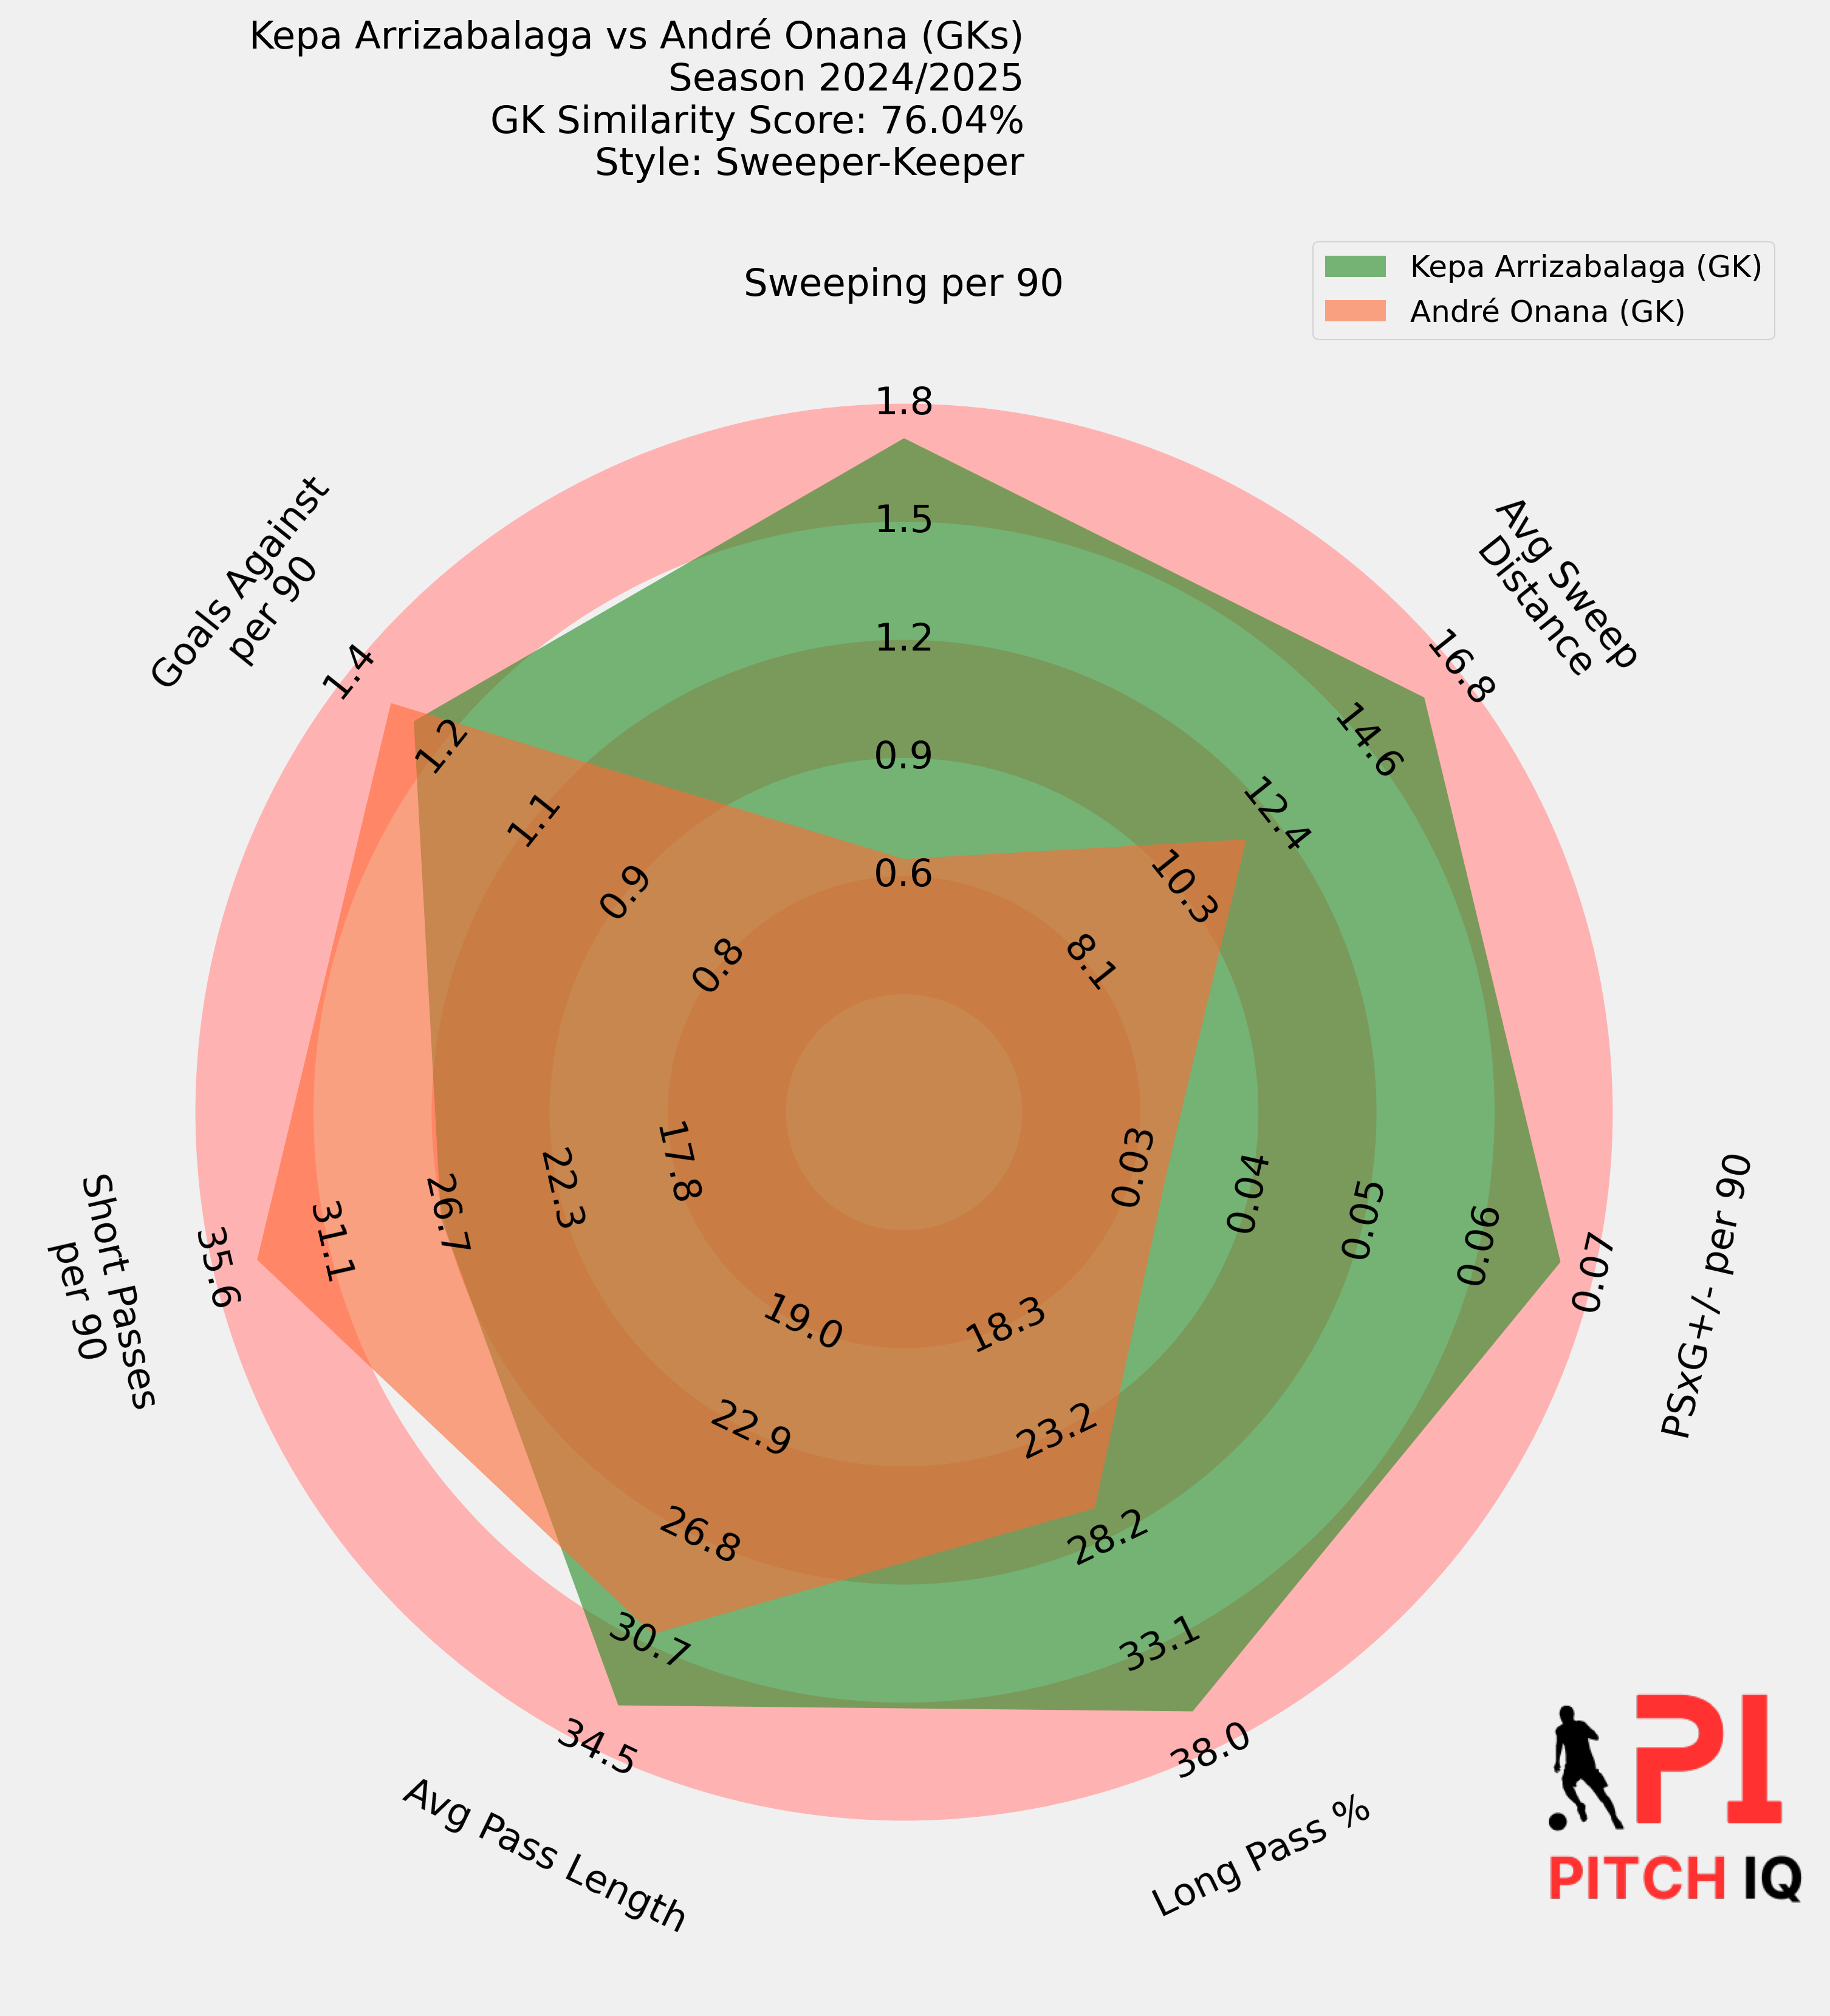 Kepa Arrizabalaga vs André Onana (GKs)
Season 2024/2025
GK Similarity Score: 76.04%
Style: Sweeper-Keeper
Kepa Arrizabalaga (GK)
André Onana (GK)
Sweeping per 90
1.8
1.5
1.2
0.9
0.6
Avg Sweep
Distance
16.8
14.6
12.4
10.3
8.1
PSxG+/- per 90
0.07
0.06
0.05
0.04
0.03
Long Pass %
38.0
33.1
28.2
23.2
18.3
Avg Pass Length
34.5
30.7
26.8
22.9
19.0
Short Passes
per 90
35.6
31.1
26.7
22.3
17.8
Goals Against
per 90
1.4
1.2
1.1
0.9
0.8
PI
PITCH IQ